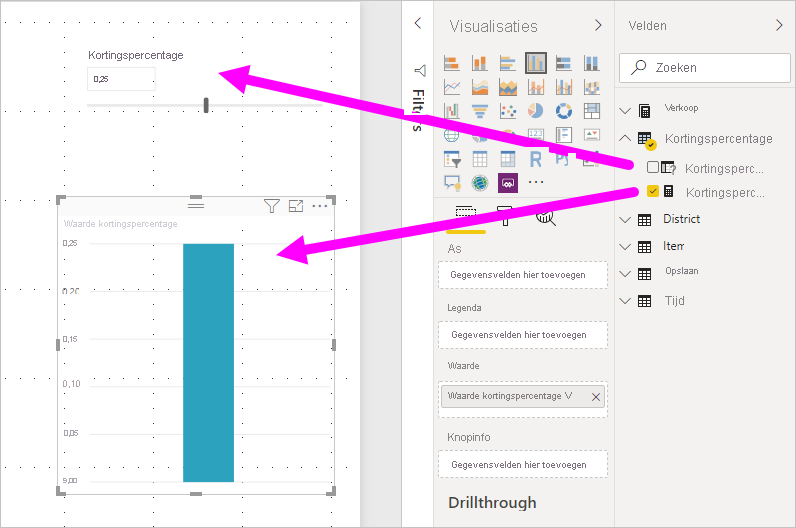 Kortingspercentage
0,25
Waarde kortingspercentage
0,25
0,20
0,15
0,10
0,05
9,00
Filters
Visualisaties
R
As
Gegevensvelden hier toevoegen
Legenda
Gegevensvelden hier toevoegen
Waarde
Waarde kortingspercentage V
Knopinfo
Gegevensvelden hier toevoegen
Drillthrough
Velden
Zoeken
Verkoop
Kortingspercentage
Kortingsperc...
Kortingsperc...
District
Item
Opslaan
Tijd